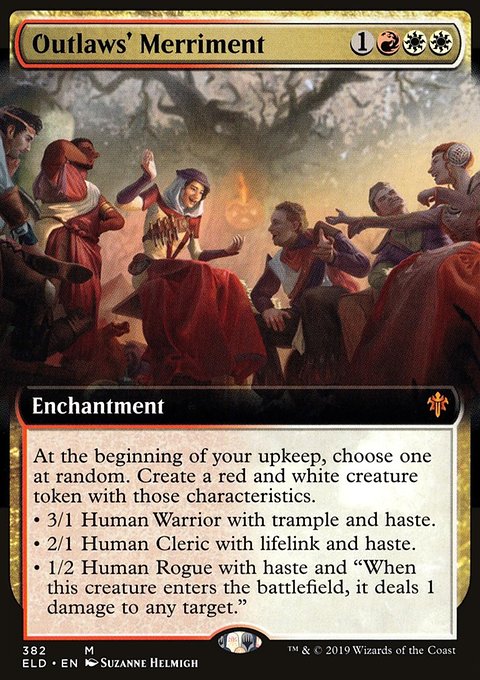 Outlaws' Merriment 1
Enchantment
At the beginning of your upkeep, choose one
at random. Create a red and white creature
token with those characteristics.
• 3/1 Human Warrior with trample and haste.
• 2/1 Human Cleric with lifelink and haste.
• 1/2 Human Rogue with haste and “When
this creature enters the battlefield, it deals 1
damage to any target.”
382 M
ELD • EN Suzanne Helmigh ™ & © 2019 Wizards of the Coast